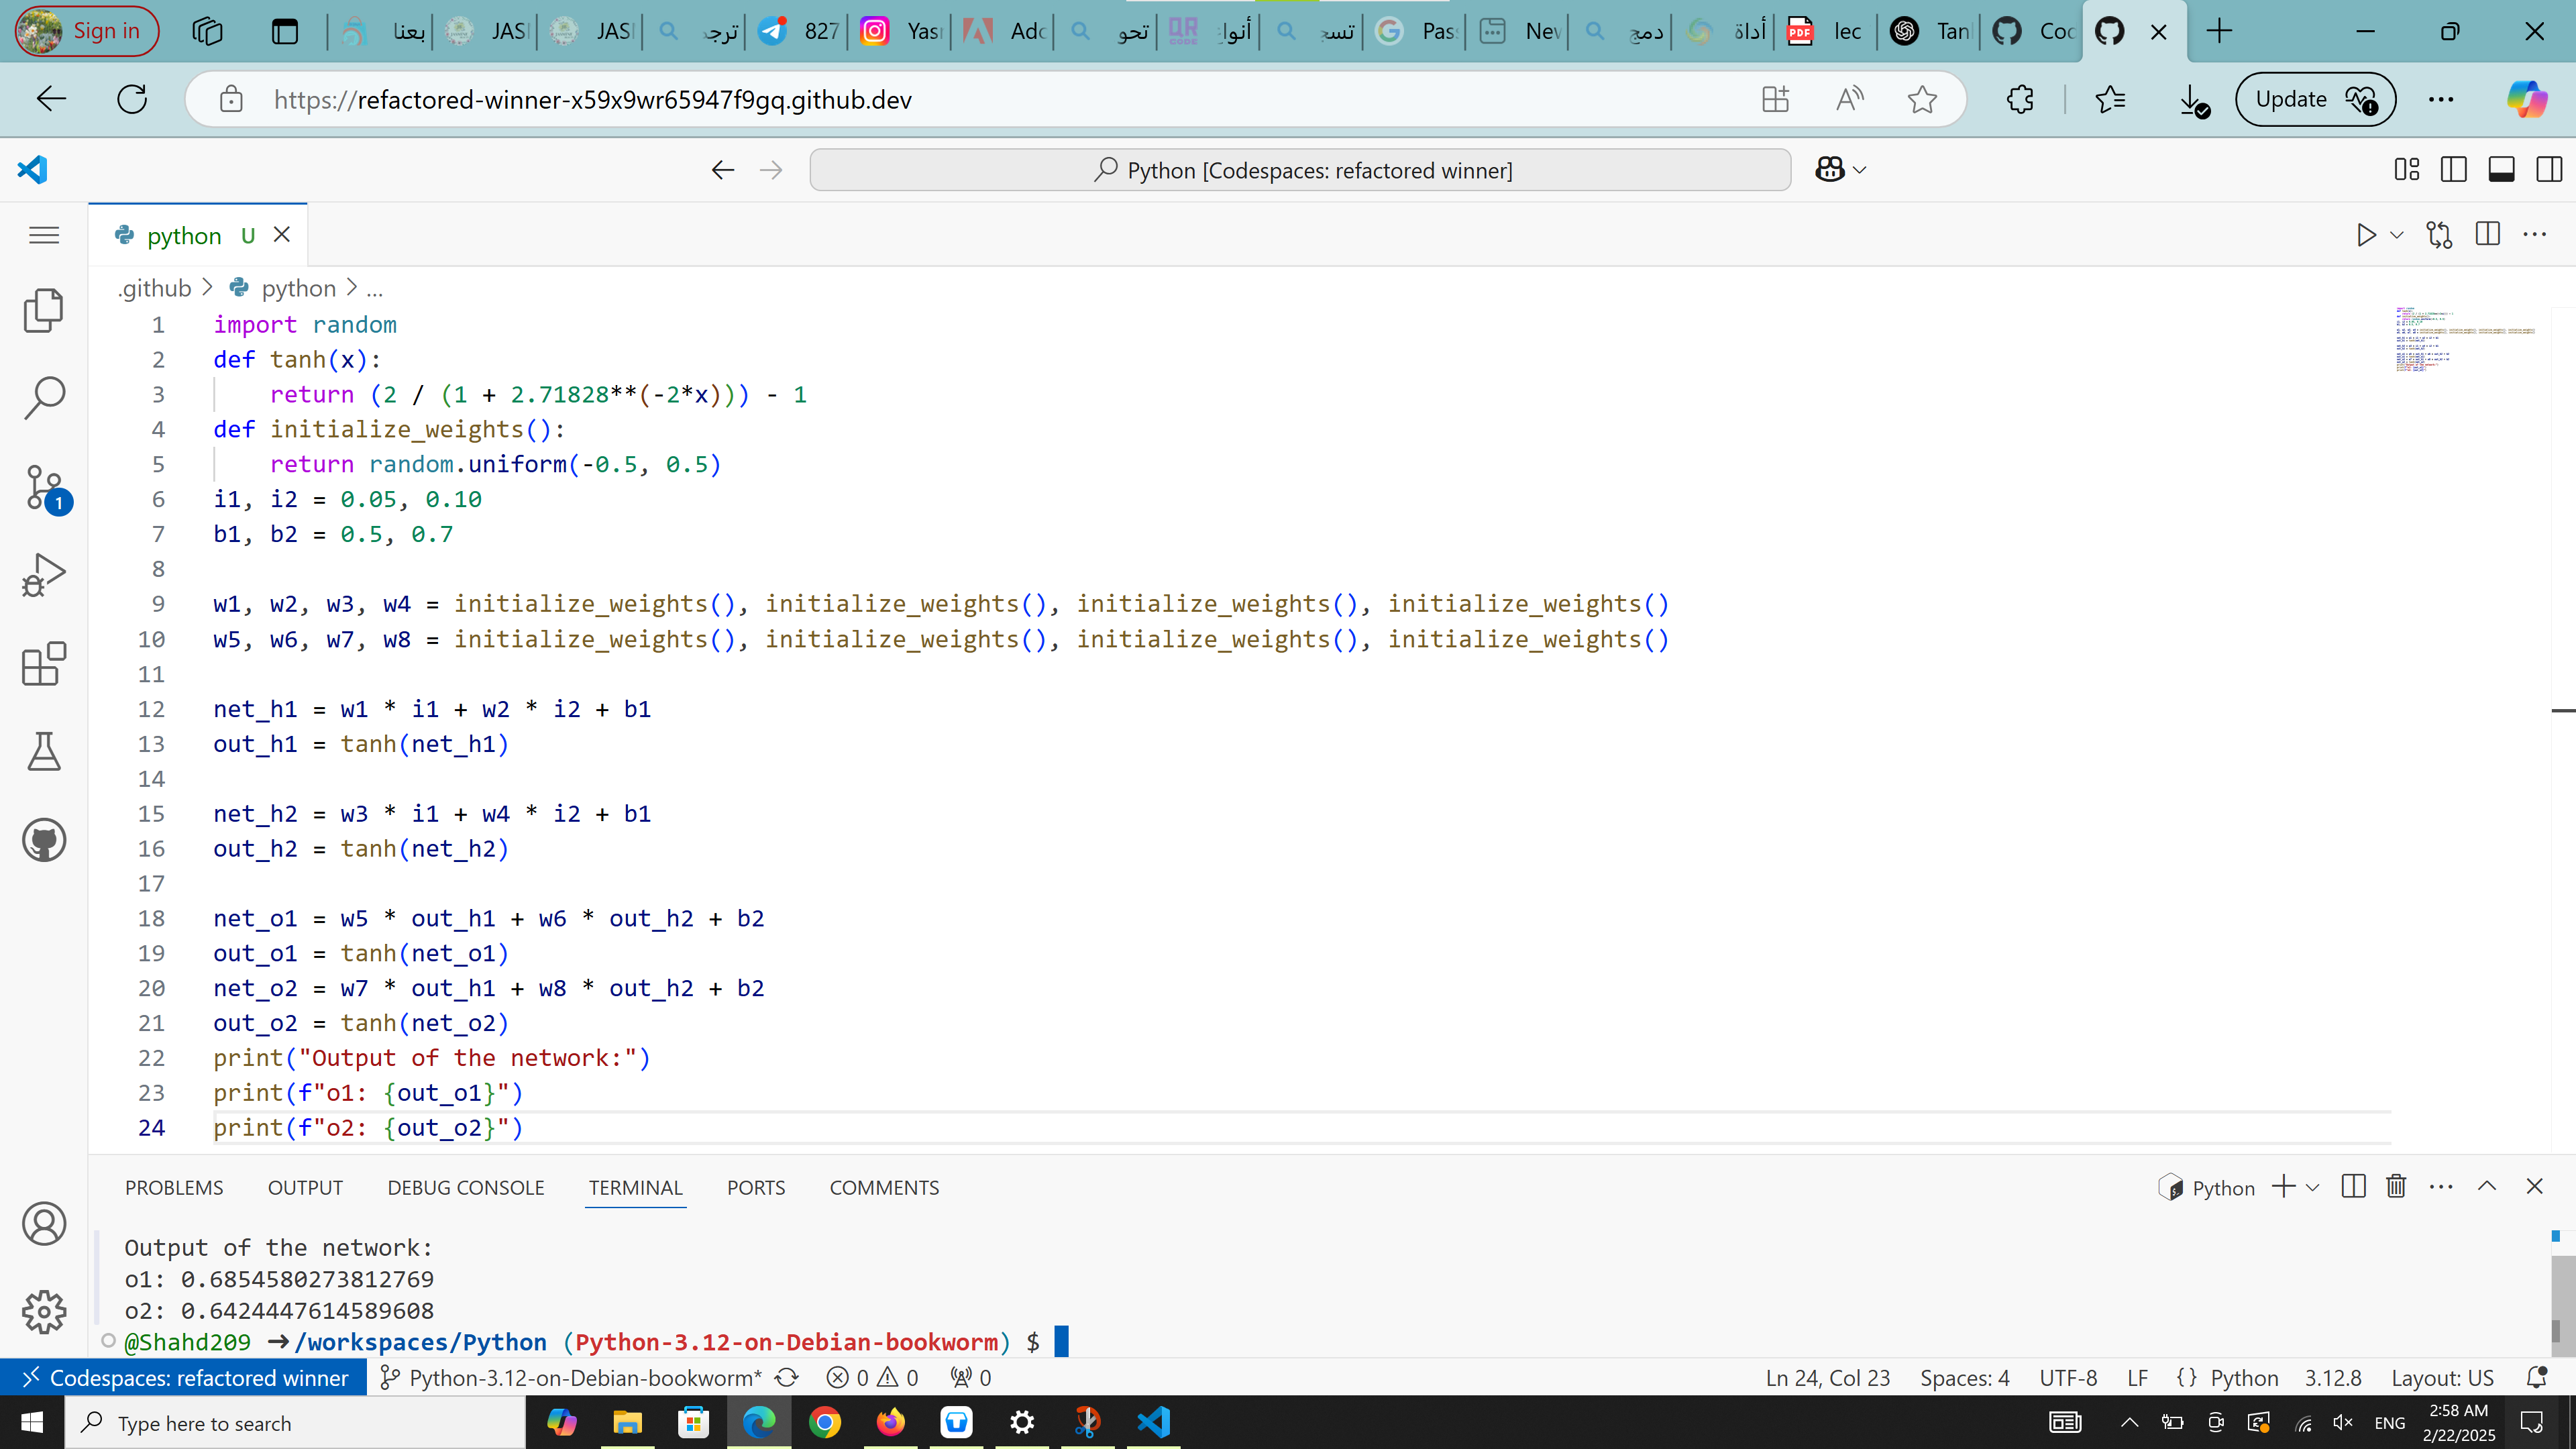 Sign in
بعنا
JASI
JASI
ترجد
827
Yasr
Adc
تحو
QR
CODE
أنوا
تسج
Pas
Nev
دمج
أداة
PDF
lec
Tan
Coc
https://refactored-winner-x59x9wr65947f9gq.github.dev
Update
Python [Codespaces: refactored winner]
python U
.github > python > ...
1 import random
2 def tanh(x):
3 return (2 / (1 + 2.71828**(-2*x))) - 1
4 def initialize_weights():
5 return random.uniform(-0.5, 0.5)
6 i1, i2 = 0.05, 0.10
7 b1, b2 = 0.5, 0.7
8
9 w1, w2, w3, w4 = initialize_weights(), initialize_weights(), initialize_weights(), initialize_weights()
10 w5, w6, w7, w8 = initialize_weights(), initialize_weights(), initialize_weights(), initialize_weights()
11
12 net_h1 = w1 * i1 + w2 * i2 + b1
13 out_h1 = tanh(net_h1)
14
15 net_h2 = w3 * i1 + w4 * i2 + b1
16 out_h2 = tanh(net_h2)
17
18 net_o1 = w5 * out_h1 + w6 * out_h2 + b2
19 out_o1 = tanh(net_o1)
20 net_o2 = w7 * out_h1 + w8 * out_h2 + b2
21 out_o2 = tanh(net_o2)
22 print("Output of the network:")
23 print(f"o1: {out_o1}")
24 print(f"o2: {out_o2}")
1
PROBLEMS OUTPUT DEBUG CONSOLE TERMINAL PORTS COMMENTS
Python
Output of the network:
o1: 0.6854580273812769
o2: 0.6424447614589608
@Shahd209 ➜ /workspaces/Python (Python-3.12-on-Debian-bookworm) $
Codespaces: refactored winner Python-3.12-on-Debian-bookworm* 0 0 0
Ln 24, Col 23 Spaces: 4 UTF-8 LF {} Python 3.12.8 Layout: US
Type here to search
ENG
2:58 AM
2/22/2025